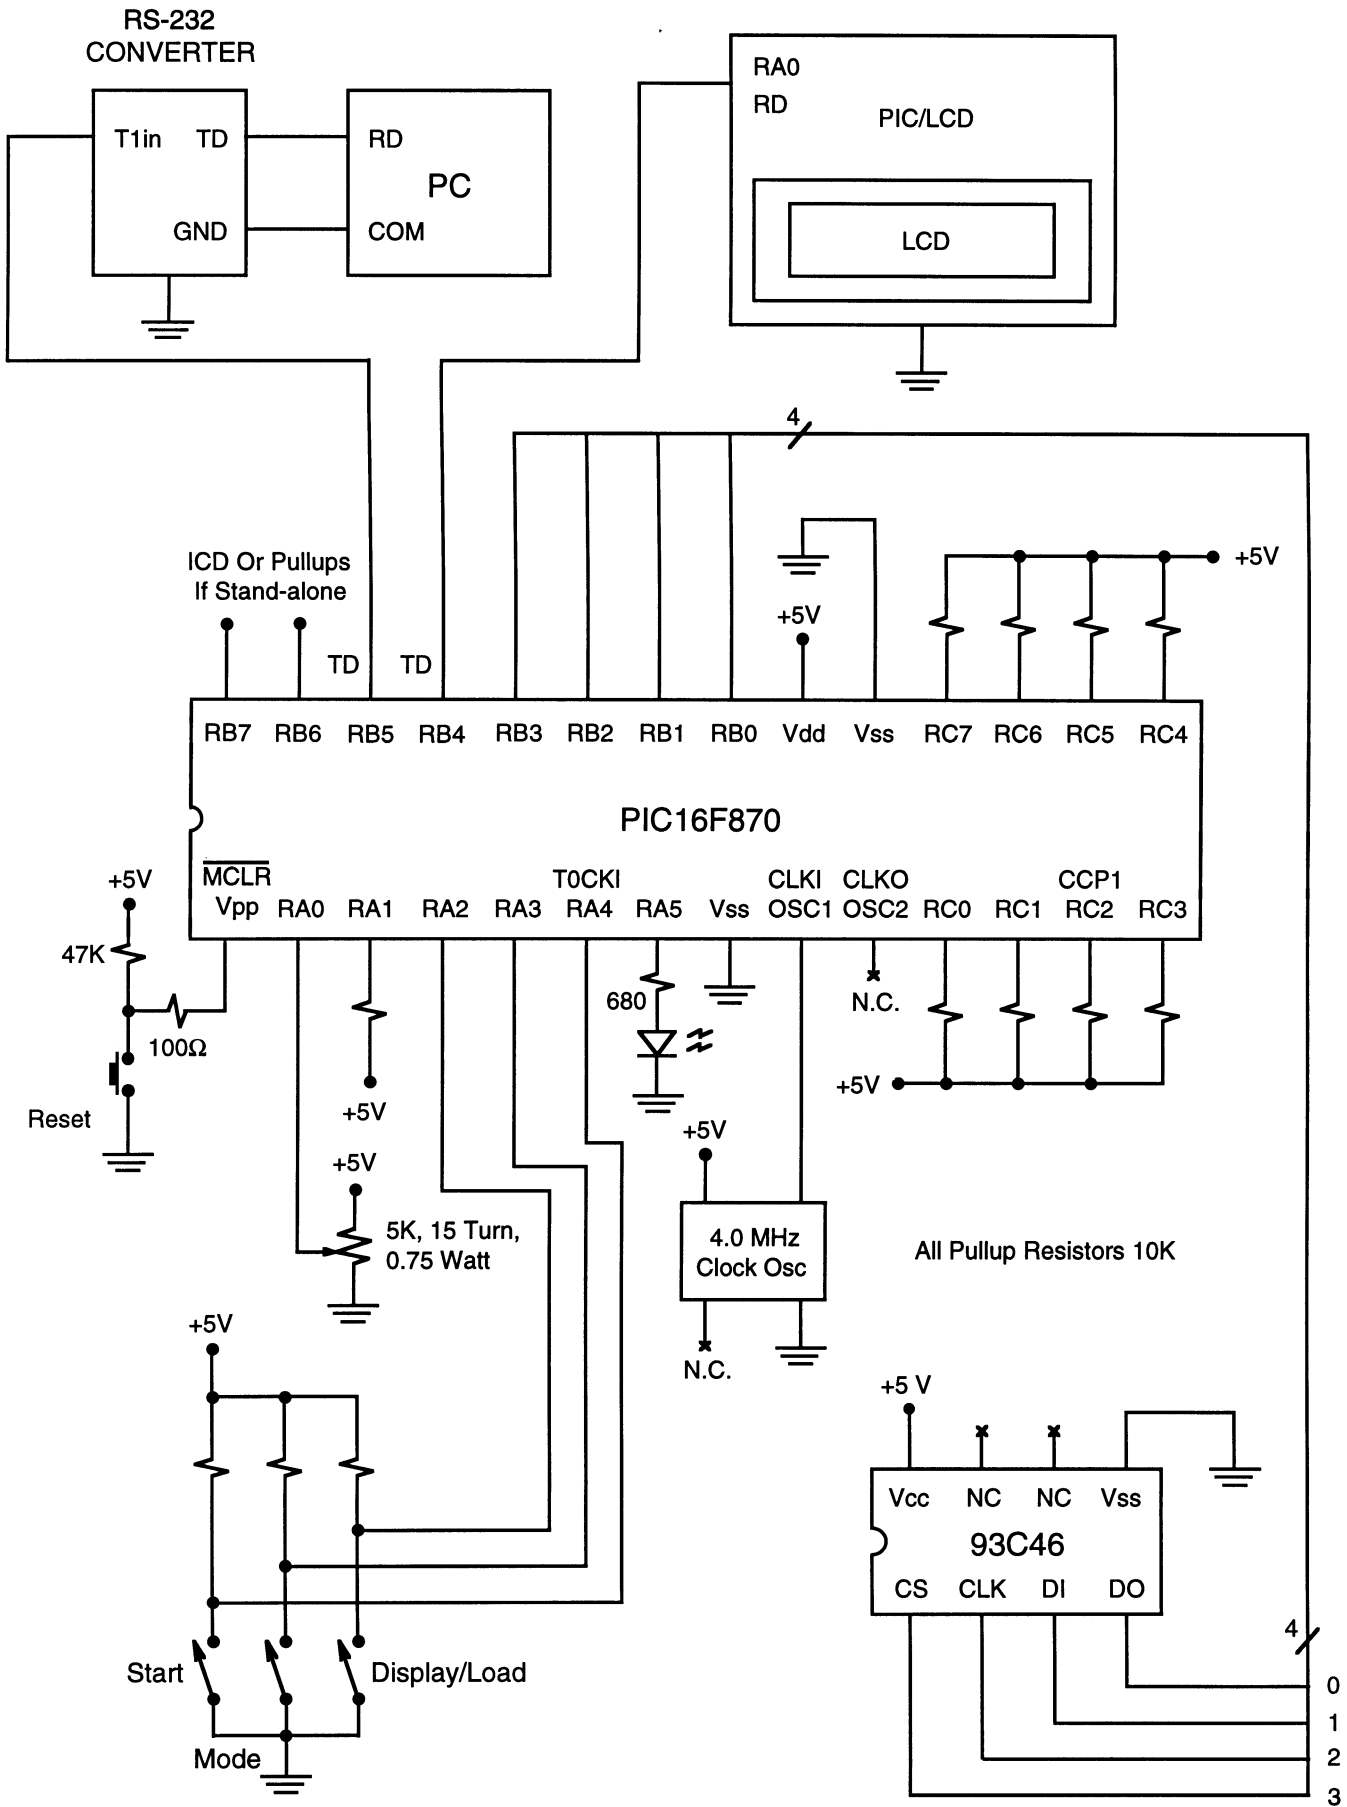 RS-232
CONVERTER
T1in TD
GND
RD
PC
COM
RA0
RD
PIC/LCD
LCD
4
ICD Or Pullups
If Stand-alone
TD TD
+5V
+5V
RB7 RB6 RB5 RB4 RB3 RB2 RB1 RB0 Vdd Vss RC7 RC6 RC5 RC4
PIC16F870
MCLR T0CKI CLKI CLKO CCP1
Vpp RA0 RA1 RA2 RA3 RA4 RA5 Vss OSC1 OSC2 RC0 RC1 RC2 RC3
+5V
47K
100Ω
Reset
+5V
680
N.C.
+5V
+5V
5K, 15 Turn,
0.75 Watt
+5V
4.0 MHz
Clock Osc
N.C.
All Pullup Resistors 10K
+5V
Start
Display/Load
Mode
+5 V
Vcc NC NC Vss
93C46
CS CLK DI DO
4
0
1
2
3